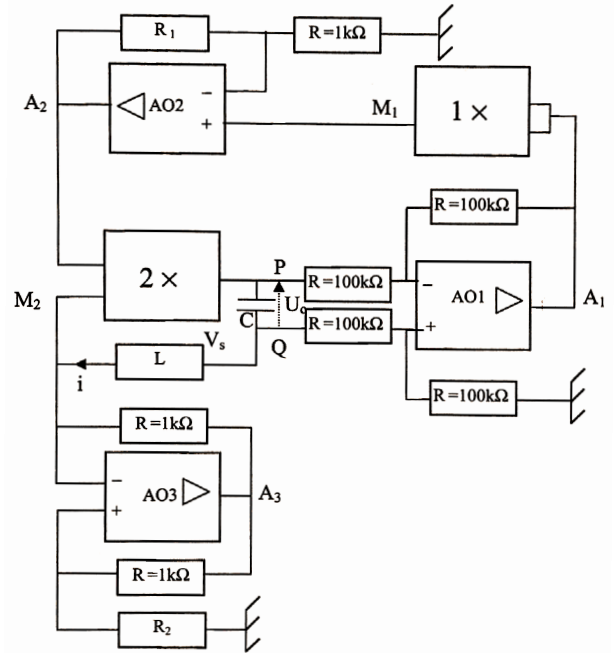 R₁
R=1kΩ
A₂
AO2
−
+
M₁
1 ×
R=100kΩ
2 ×
P
R=100kΩ
−
AO1
A₁
M₂
C
U꜀
R=100kΩ
+
Vₛ
Q
L
i
R=100kΩ
R=1kΩ
−
AO3
A₃
+
R=1kΩ
R₂